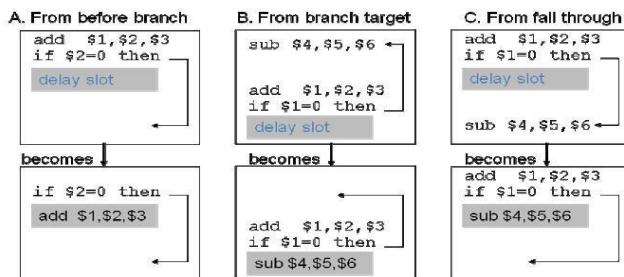 A. From before branch
add $1,$2,$3
if $2=0 then
delay slot
becomes
if $2=0 then
add $1,$2,$3
B. From branch target
sub $4,$5,$6
add $1,$2,$3
if $1=0 then
delay slot
becomes
add $1,$2,$3
if $1=0 then
sub $4,$5,$6
C. From fall through
add $1,$2,$3
if $1=0 then
delay slot
sub $4,$5,$6
becomes
add $1,$2,$3
if $1=0 then
sub $4,$5,$6